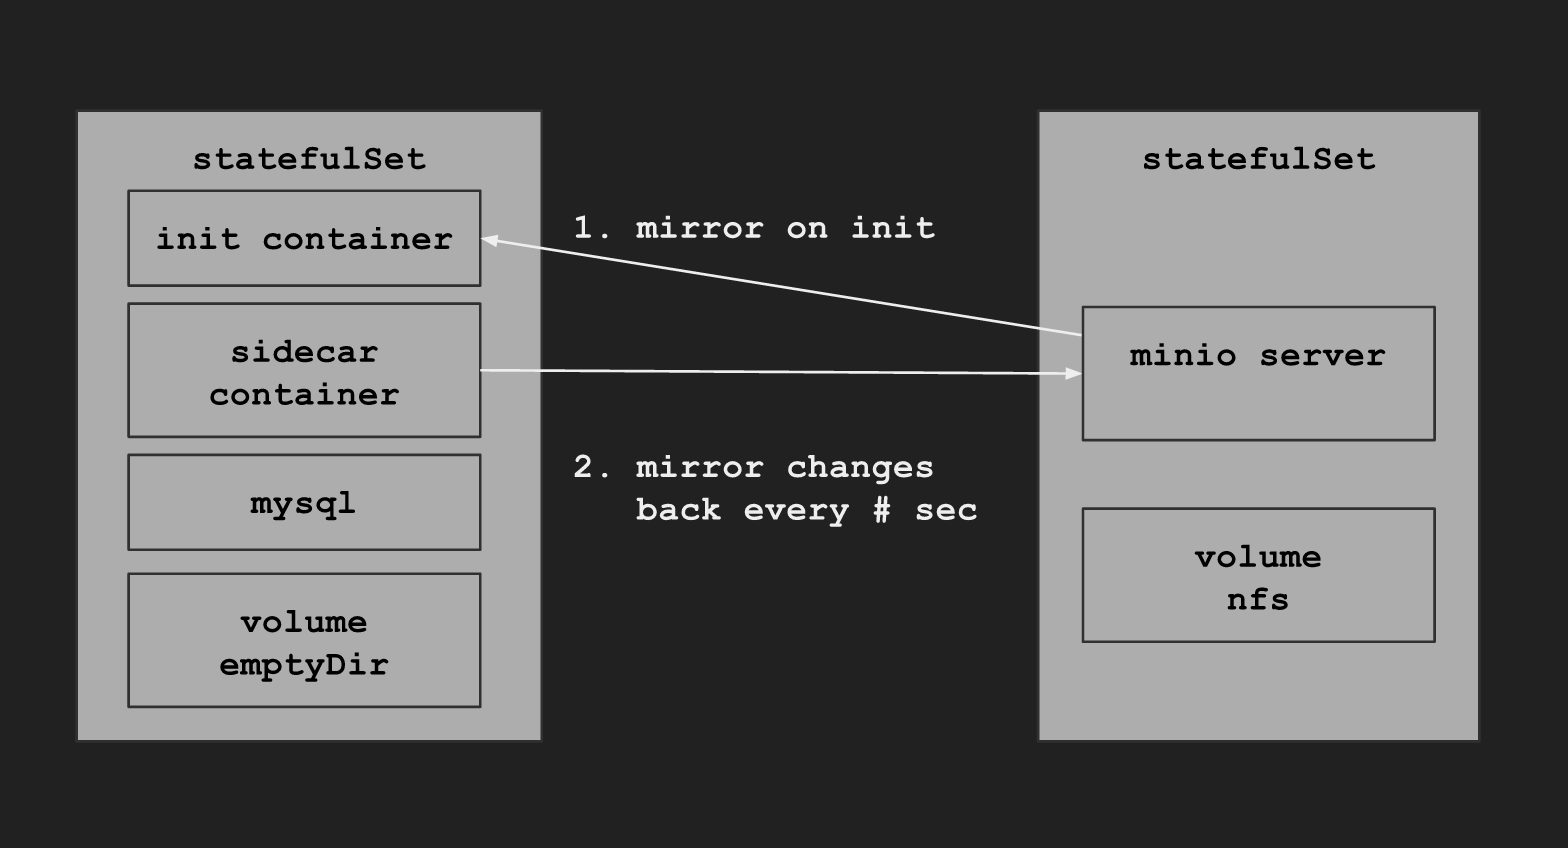 statefulSet
init container
sidecar
container
mysql
volume
emptyDir
1. mirror on init
2. mirror changes
back every # sec
statefulSet
minio server
volume
nfs